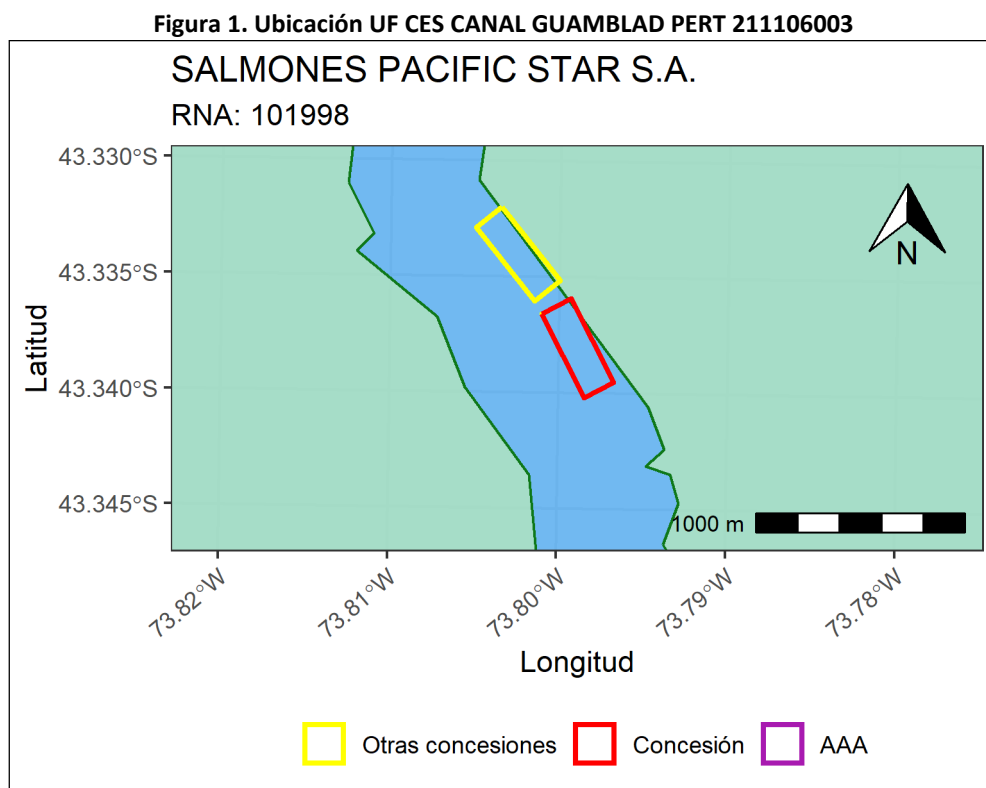 Figura 1. Ubicación UF CES CANAL GUAMBLAD PERT 211106003
SALMONES PACIFIC STAR S.A.
RNA: 101998
43.330°S
43.335°S
43.340°S
43.345°S
Latitud
N
1000 m
73.82°W
73.81°W
73.80°W
73.79°W
73.78°W
Longitud
Otras concesiones
Concesión
AAA